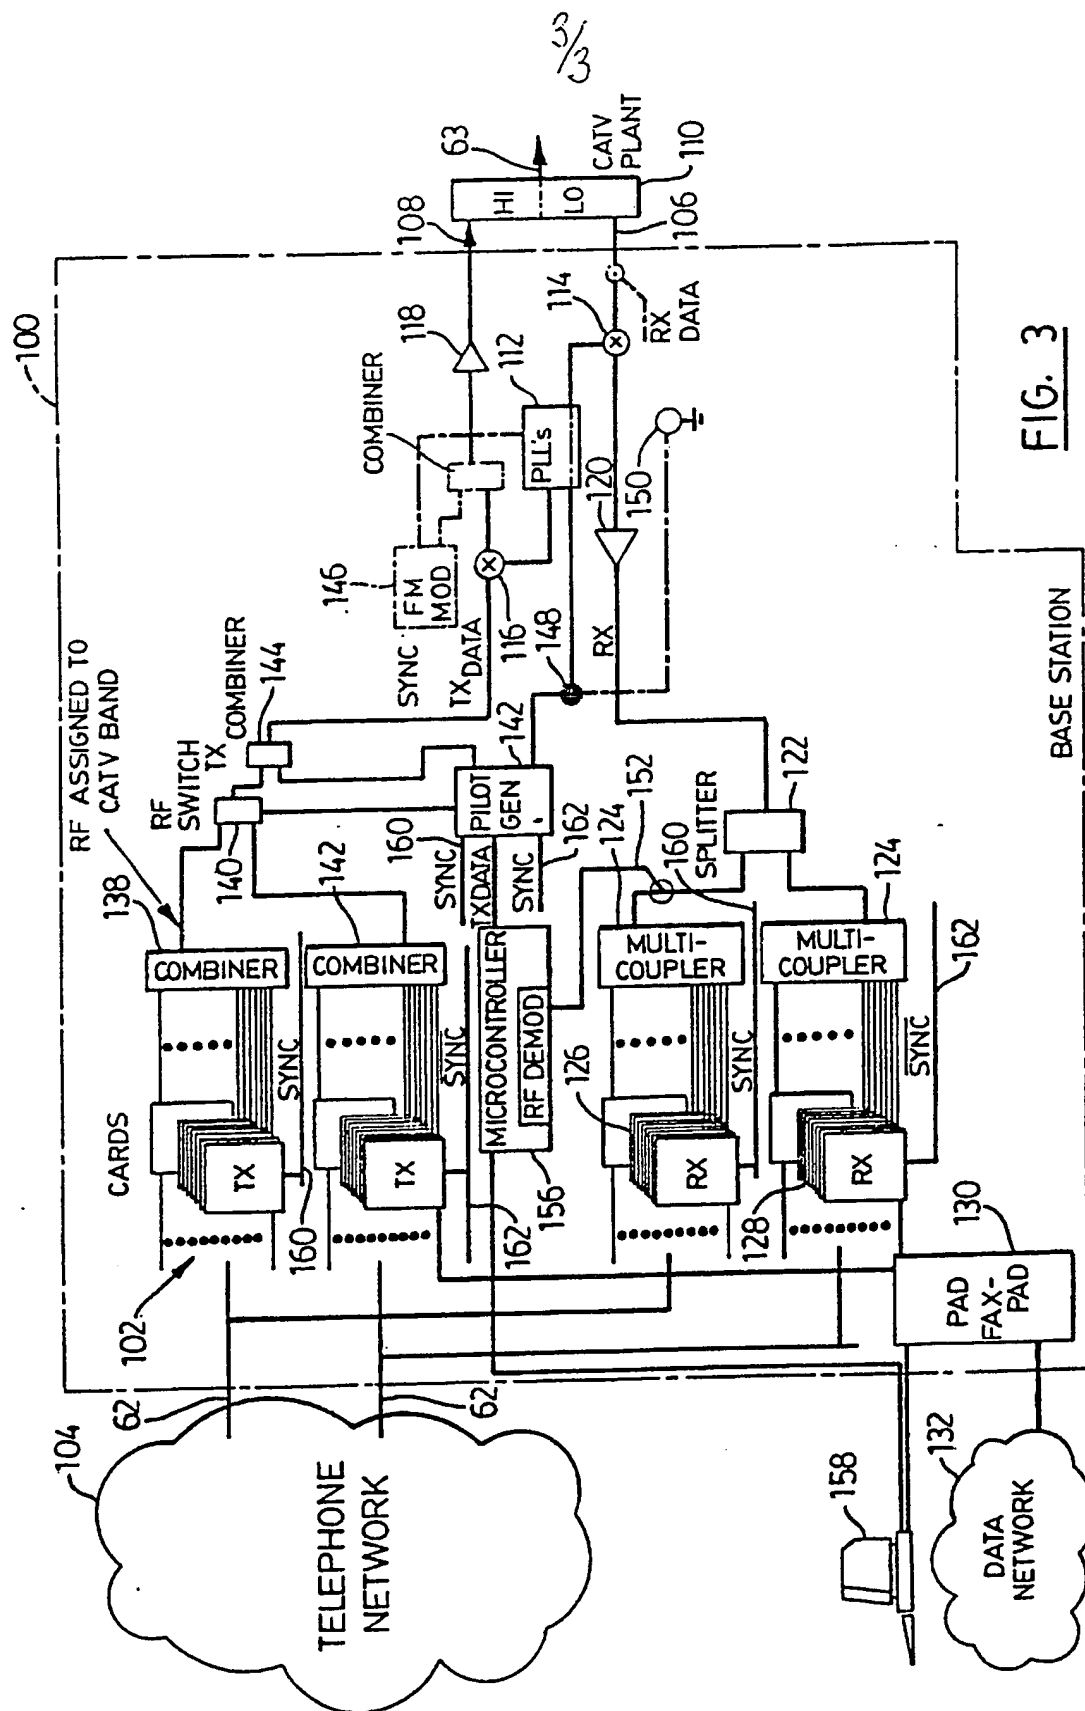 3/3
100
RF ASSIGNED TO
CATV BAND
138
RF
SWITCH
TX
COMBINER
144
140
142
CARDS
102
TX
COMBINER
SYNC
160
TX
COMBINER
SYNC
162
146
FM
MOD
SYNC
TX DATA
116
COMBINER
118
108
63
HI
LO
CATV
PLANT
110
106
112
PLL's
114
RX
DATA
PILOT
GEN
142
160
SYNC
TXDATA
SYNC
162
148
150
120
RX
MICROCONTROLLER
RF DEMOD
156
152
124
SPLITTER
122
160
MULTI-
COUPLER
126
RX
SYNC
124
MULTI-
COUPLER
128
RX
SYNC
162
130
PAD
FAX-
PAD
62
62
104
TELEPHONE
NETWORK
158
132
DATA
NETWORK
BASE STATION
FIG. 3